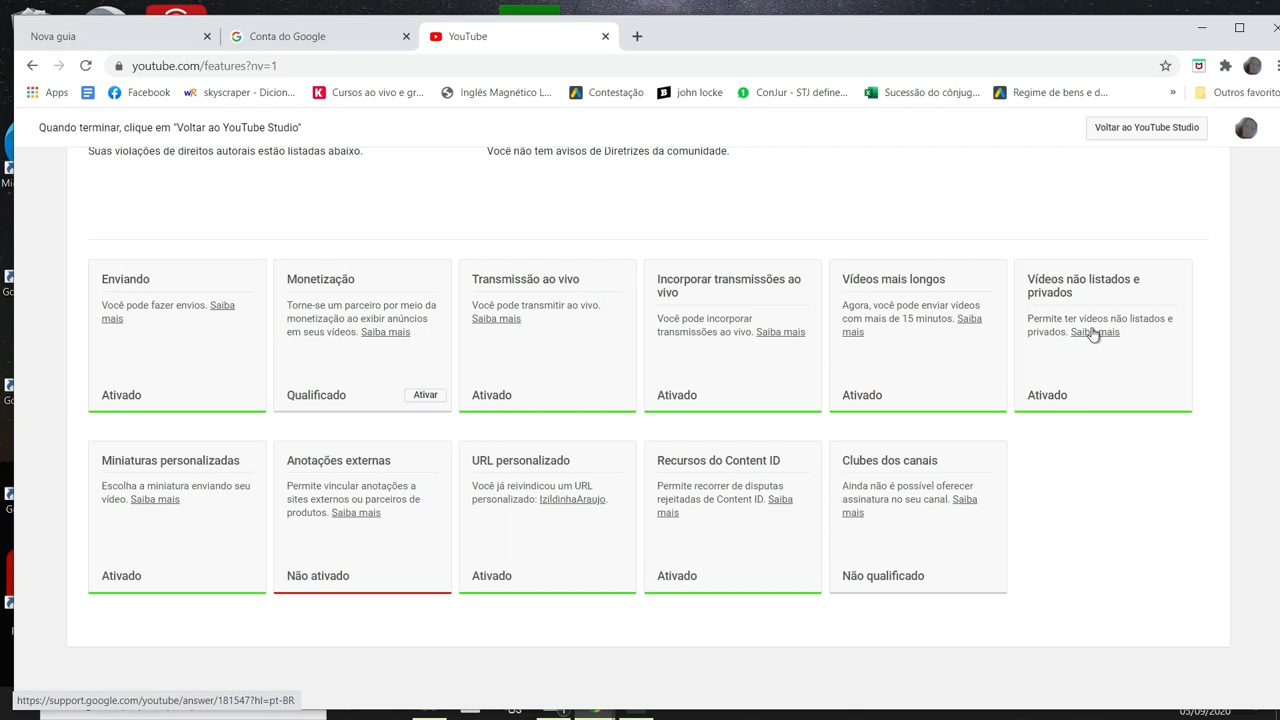 Nova guia
Conta do Google
YouTube
youtube.com/features?nv=1
Apps
Facebook
wR skyscraper - Dicion...
K Cursos ao vivo e gr...
Inglês Magnético L...
Contestação
john locke
ConJur - STJ define...
Sucessão do cônjug...
Regime de bens e d...
»
Outros favorito
Quando terminar, clique em "Voltar ao YouTube Studio"
Voltar ao YouTube Studio
Suas violações de direitos autorais estão listadas abaixo.
Você não tem avisos de Diretrizes da comunidade.
Enviando
Você pode fazer envios. Saiba
mais
Ativado
Monetização
Torne-se um parceiro por meio da
monetização ao exibir anúncios
em seus vídeos. Saiba mais
Qualificado
Ativar
Transmissão ao vivo
Você pode transmitir ao vivo.
Saiba mais
Ativado
Incorporar transmissões ao
vivo
Você pode incorporar
transmissões ao vivo. Saiba mais
Ativado
Vídeos mais longos
Agora, você pode enviar vídeos
com mais de 15 minutos. Saiba
mais
Ativado
Vídeos não listados e
privados
Permite ter vídeos não listados e
privados. Saiba mais
Ativado
Miniaturas personalizadas
Escolha a miniatura enviando seu
vídeo. Saiba mais
Ativado
Anotações externas
Permite vincular anotações a
sites externos ou parceiros de
produtos. Saiba mais
Não ativado
URL personalizado
Você já reivindicou um URL
personalizado: IzildinhaAraujo.
Ativado
Recursos do Content ID
Permite recorrer de disputas
rejeitadas de Content ID. Saiba
mais
Ativado
Clubes dos canais
Ainda não é possível oferecer
assinatura no seu canal. Saiba
mais
Não qualificado
https://support.google.com/youtube/answer/181547?hl=pt-BR
03/09/2020